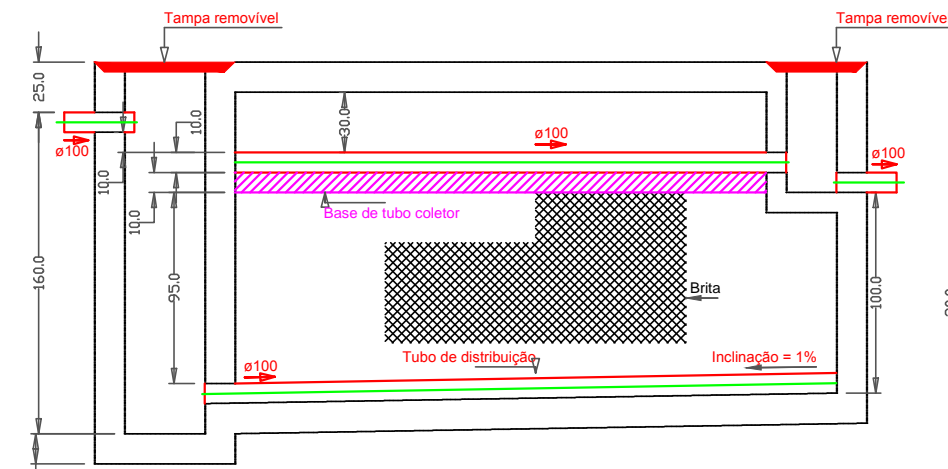 Tampa removível
Tampa removíve
25.0
10.0
30.0
ø100
ø100
ø100
10.0
10.0
Base de tubo coletor
160.0
95.0
Brita
100.0
Tubo de distribuição
Inclinação = 1%
ø100